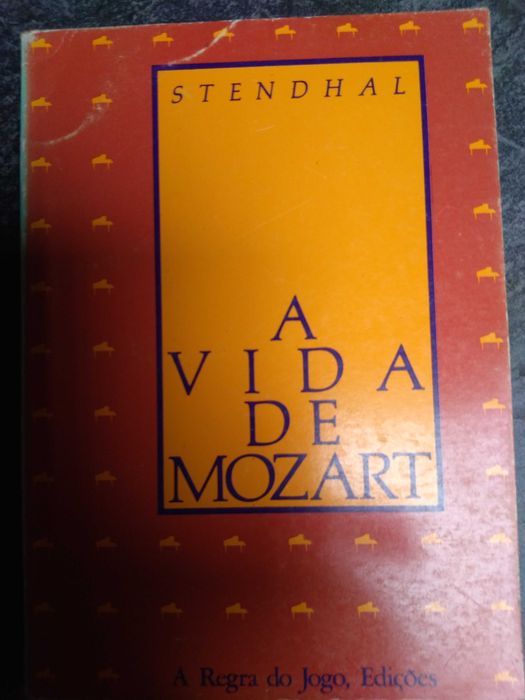 STENDHAL
A
VIDA
DE
MOZART
A Regra do Jogo, Edições